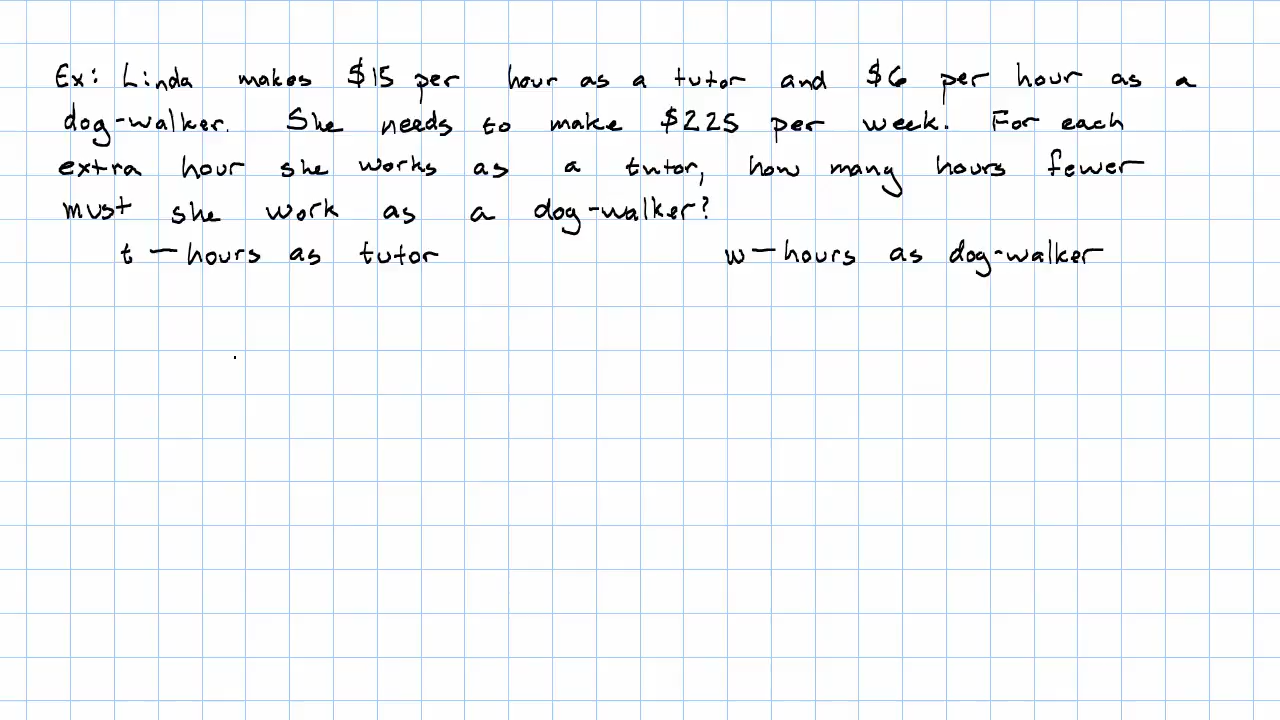 Ex: Linda makes $15 per hour as a tutor and $6 per hour as a
dog-walker. She needs to make $225 per week. For each
extra hour she works as a tutor, how many hours fewer
must she work as a dog-walker?
t — hours as tutor w — hours as dog-walker